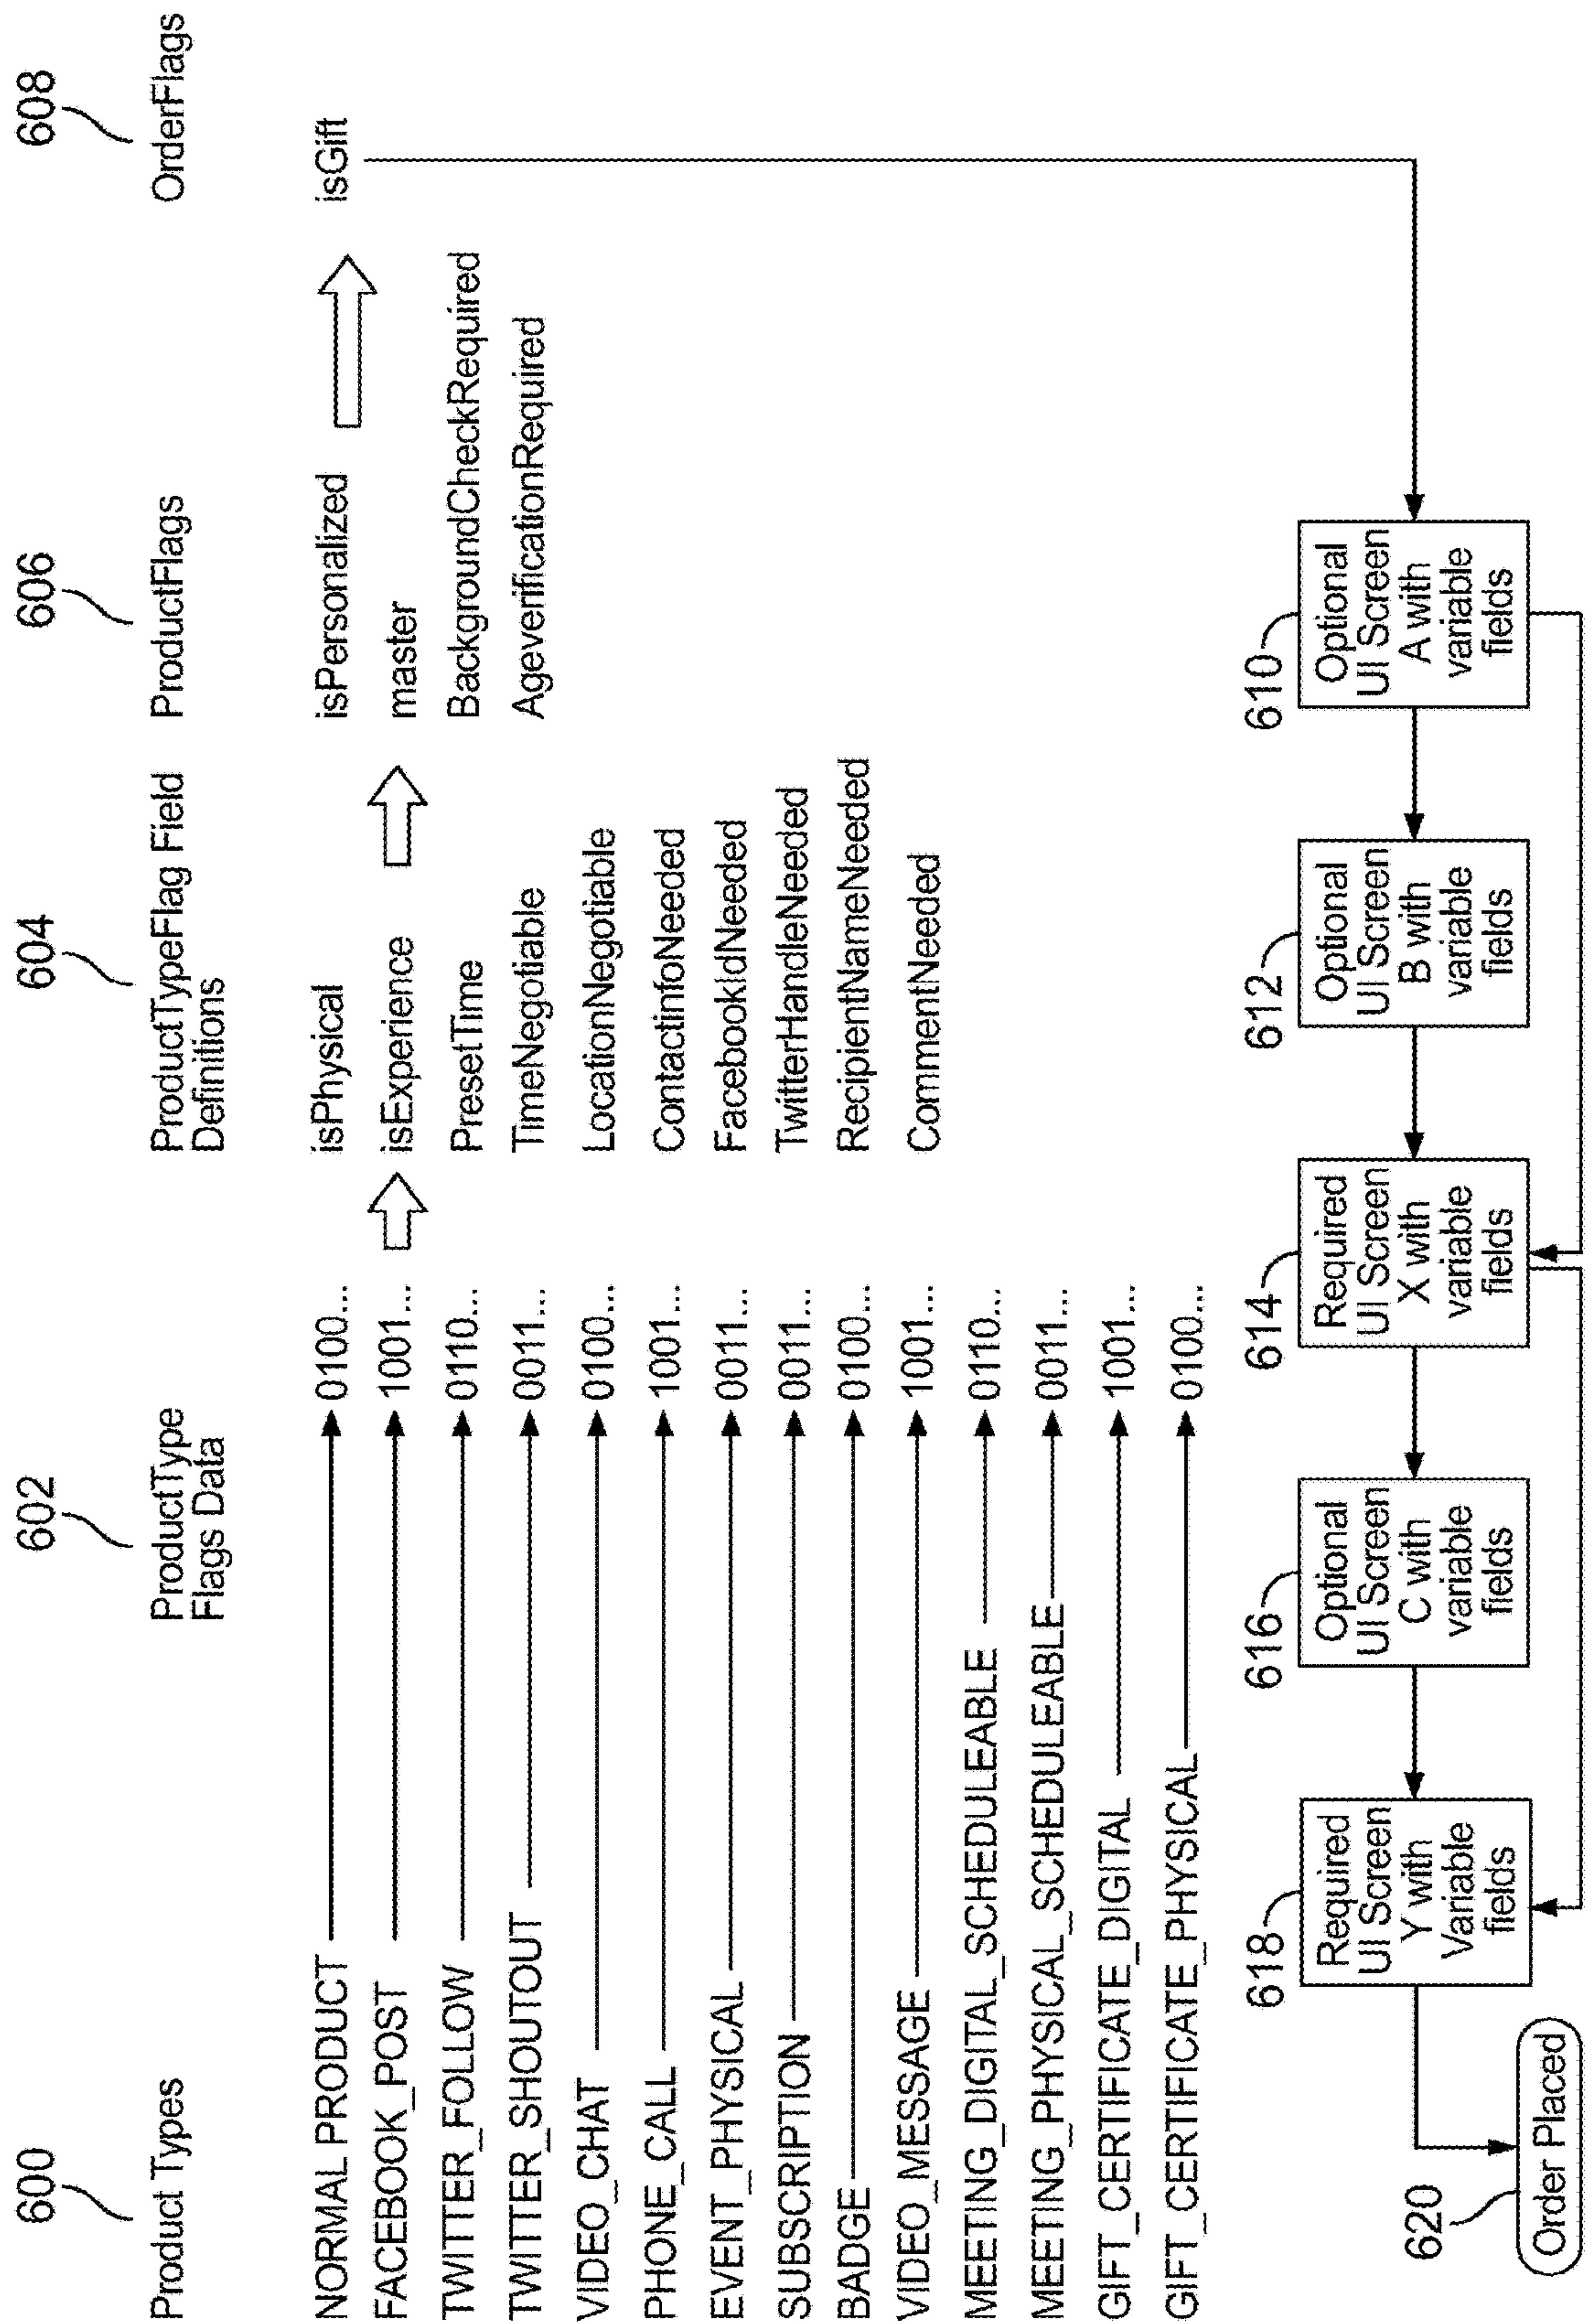 600
Product Types
NORMAL PRODUCT
FACEBOOK_POST
TWITTER_FOLLOW
TWITTER_SHOUTOUT
VIDEO_CHAT
PHONE_CALL
EVENT_PHYSICAL
SUBSCRIPTION
BADGE
VIDEO_MESSAGE
MEETING_DIGITAL_SCHEDULEABLE
MEETING_PHYSICAL_SCHEDULEABLE
GIFT_CERTIFICATE_DIGITAL
GIFT_CERTIFICATE_PHYSICAL
602
ProductType
Flags Data
0100...
1001...
0110...
0011...
0100...
1001...
0011...
0011...
0100...
1001...
0110...
0011...
1001...
0100...
604
ProductTypeFlag Field
Definitions
isPhysical
isExperience
PresetTime
TimeNegotiable
LocationNegotiable
ContactinfoNeeded
FacebookIdNeeded
TwitterHandleNeeded
RecipientNameNeeded
CommentNeeded
606
ProductFlags
isPersonalized
master
BackgroundCheckRequired
AgeverificationRequired
608
OrderFlags
isGift
610
Optional
UI Screen
A with
variable
fields
612
Optional
UI Screen
B with
variable
fields
614
Required
UI Screen
X with
variable
fields
616
Optional
UI Screen
C with
variable
fields
618
Required
UI Screen
Y with
Variable
fields
620
Order Placed